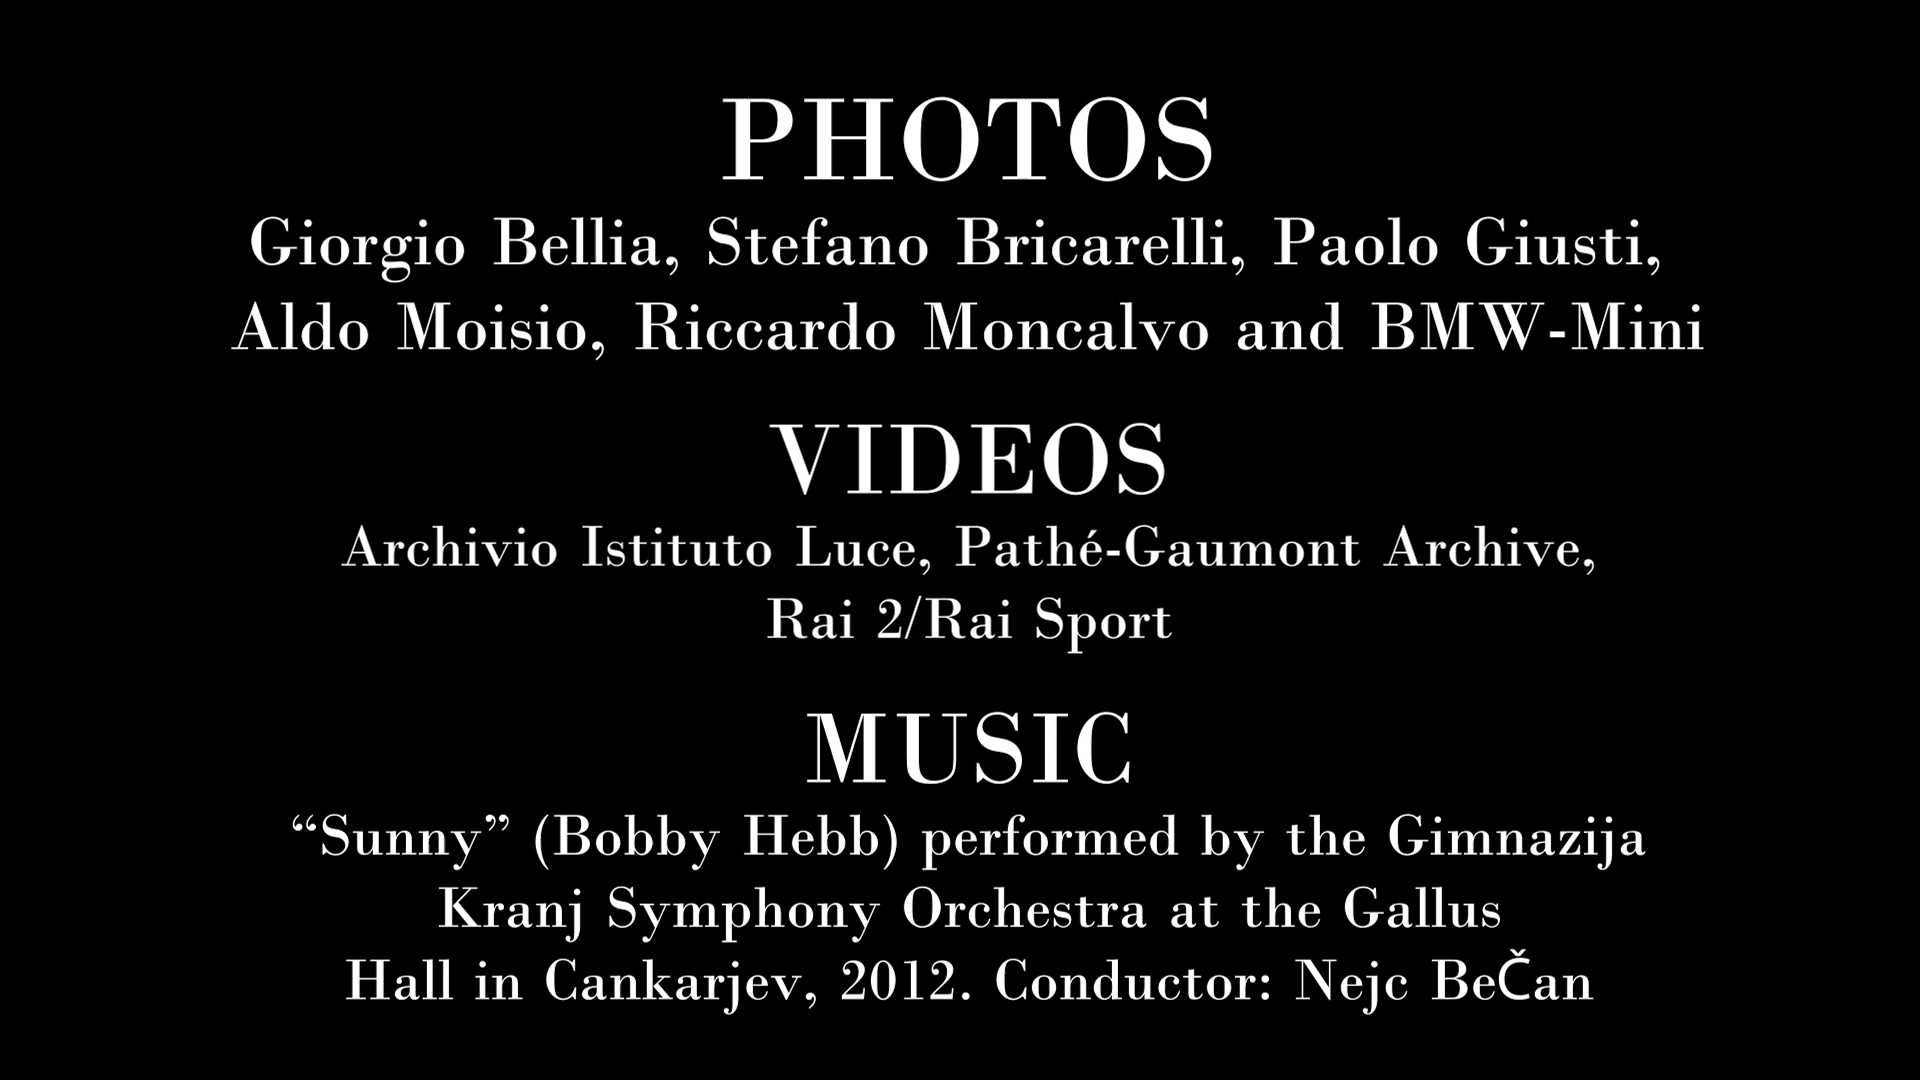 PHOTOS
Giorgio Bellia, Stefano Bricarelli, Paolo Giusti,
Aldo Moisio, Riccardo Moncalvo and BMW-Mini
VIDEOS
Archivio Istituto Luce, Pathé-Gaumont Archive,
Rai 2/Rai Sport
MUSIC
“Sunny” (Bobby Hebb) performed by the Gimnazija
Kranj Symphony Orchestra at the Gallus
Hall in Cankarjev, 2012. Conductor: Nejc BeČan